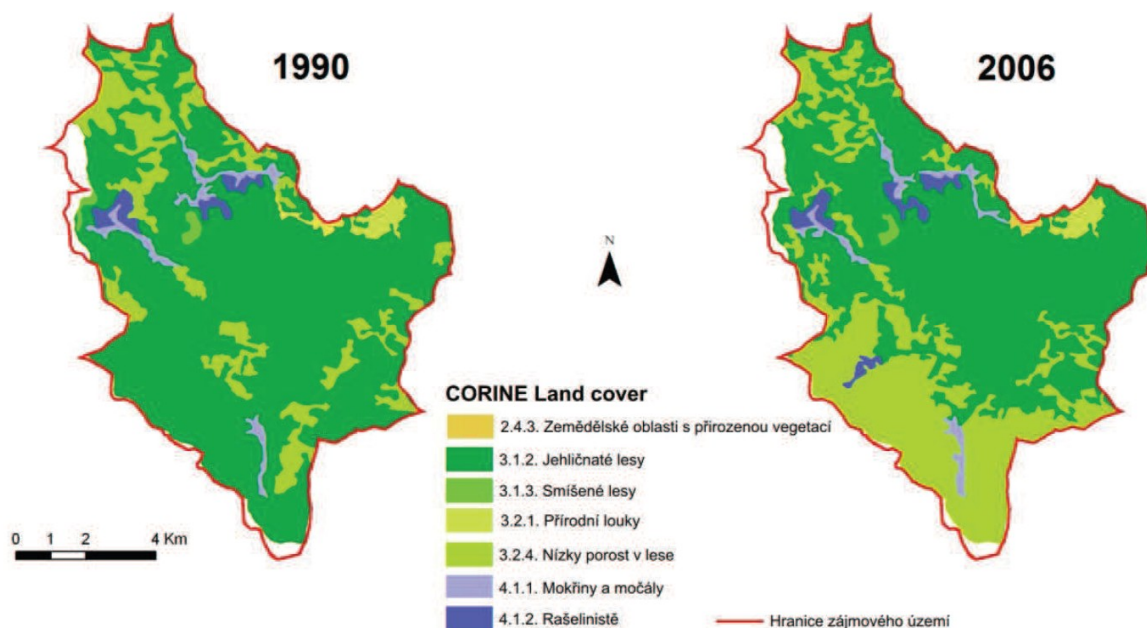 1990
2006
N
CORINE Land cover
2.4.3. Zemědělské oblasti s přirozenou vegetací
3.1.2. Jehličnaté lesy
3.1.3. Smíšené lesy
3.2.1. Přírodní louky
3.2.4. Nízky porost v lese
4.1.1. Mokřiny a močály
4.1.2. Rašelinistě
0 1 2 4 Km
Hranice zájmového území